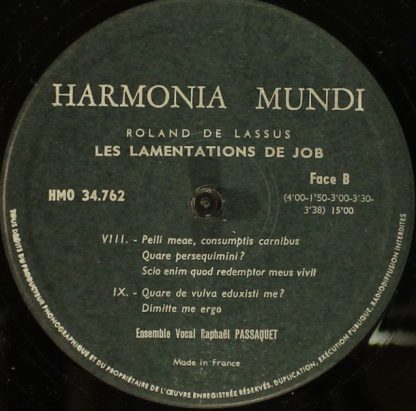 HARMONIA MUNDI
ROLAND DE LASSUS
LES LAMENTATIONS DE JOB
HMO 34.762
Face B
(4'00-1'50-3'00-3'30-
3'38) 15'00
VIII. - Pelli meae, consumptis carnibus
Quare persequimini?
Scio enim quod redemptor meus vivit
IX. - Quare de vulva eduxisti me?
Dimitte me ergo
Ensemble Vocal Raphaël PASSAQUET
Made in France
TOUS DROITS DU PRODUCTEUR PHONOGRAPHIQUE ET DU PROPRIÉTAIRE DE L'ŒUVRE ENREGISTRÉE RÉSERVÉS. DUPLICATION, EXÉCUTION PUBLIQUE, RADIODIFFUSION INTERDITES